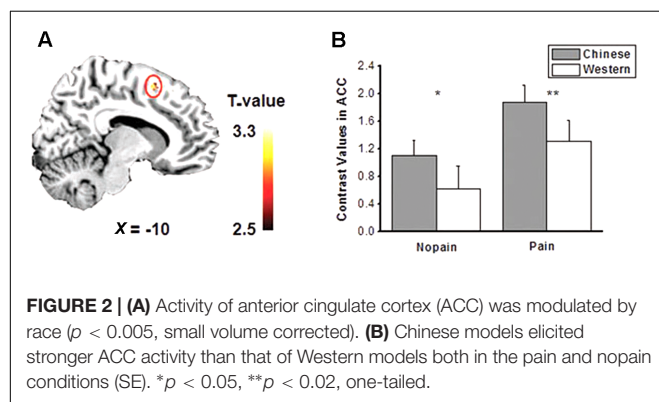 A
T-value
3.3
2.5
X = -10
B
Chinese
Western
Contrast Values in ACC
2.4
2.0
1.6
1.2
0.8
0.4
0.0
*
**
Nopain
Pain
FIGURE 2 | (A) Activity of anterior cingulate cortex (ACC) was modulated by
race (p < 0.005, small volume corrected). (B) Chinese models elicited
stronger ACC activity than that of Western models both in the pain and nopain
conditions (SE). *p < 0.05, **p < 0.02, one-tailed.